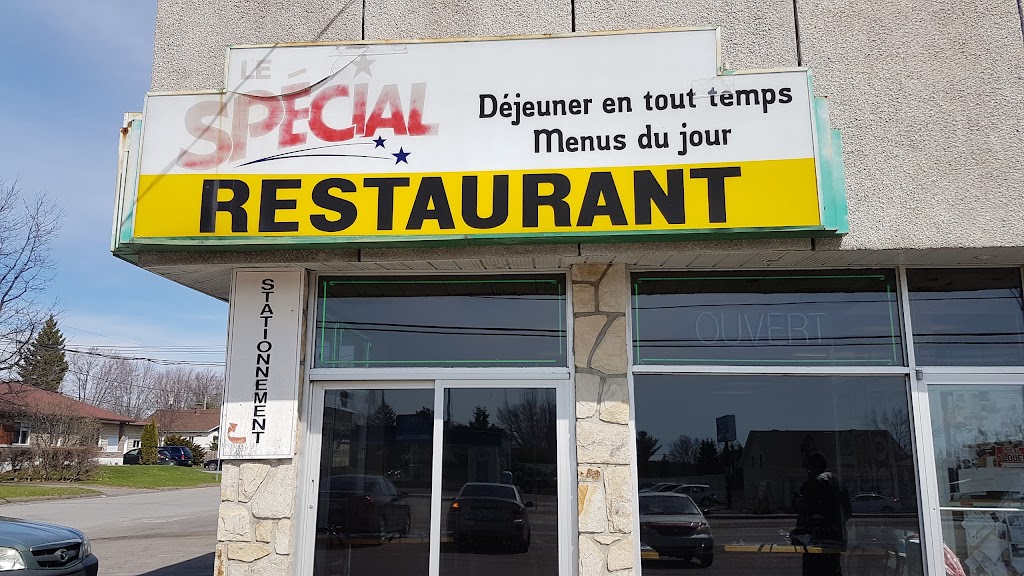 LE
SPÉCIAL
Déjeuner en tout temps
Menus du jour
RESTAURANT
STATIONNEMENT
OUVERT